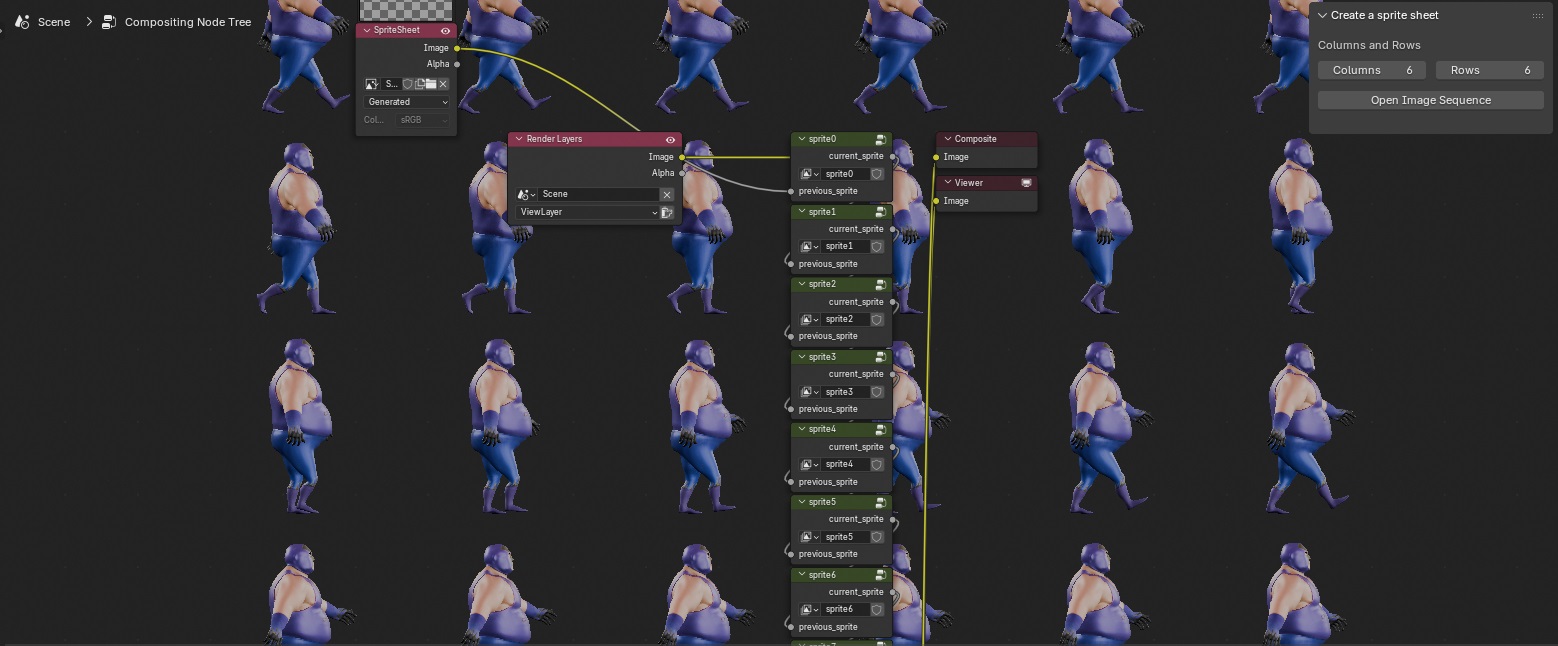 Scene > Compositing Node Tree
SpriteSheet
Image
Alpha
S...
Generated
Col... sRGB
Render Layers
Image
Alpha
Scene
ViewLayer
sprite0
current_sprite
sprite0
previous_sprite
sprite1
current_sprite
sprite1
previous_sprite
sprite2
current_sprite
sprite2
previous_sprite
sprite3
current_sprite
sprite3
previous_sprite
sprite4
current_sprite
sprite4
previous_sprite
sprite5
current_sprite
sprite5
previous_sprite
sprite6
current_sprite
sprite6
previous_sprite
Composite
Image
Viewer
Image
Create a sprite sheet
Columns and Rows
Columns 6 Rows 6
Open Image Sequence